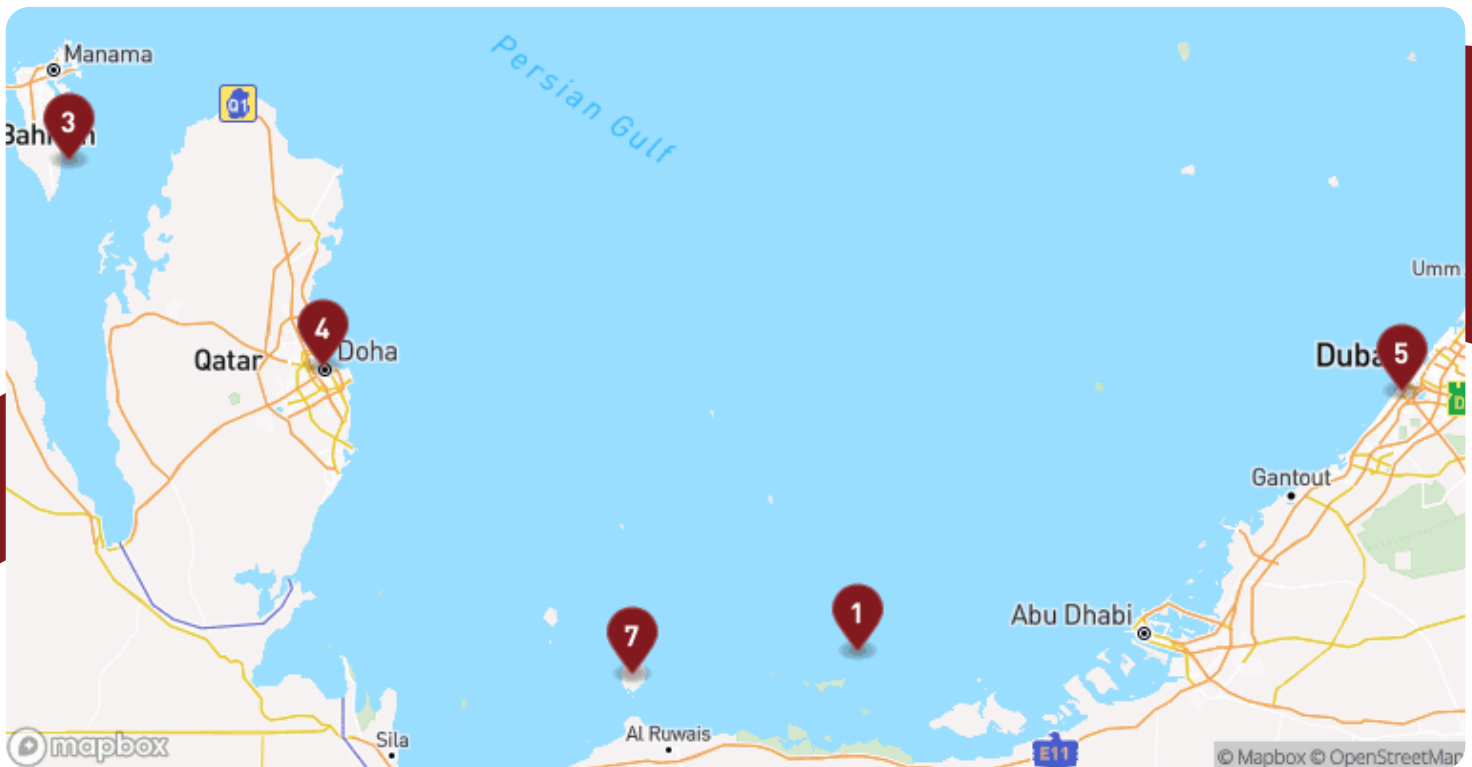 Manama
Q1
Persian Gulf
3
Bahrain
Umm
4
Qatar
Doha
Dubai
5
D
Gantout
1
Abu Dhabi
7
Al Ruwais
Sila
E11
mapbox
© Mapbox © OpenStreetMap